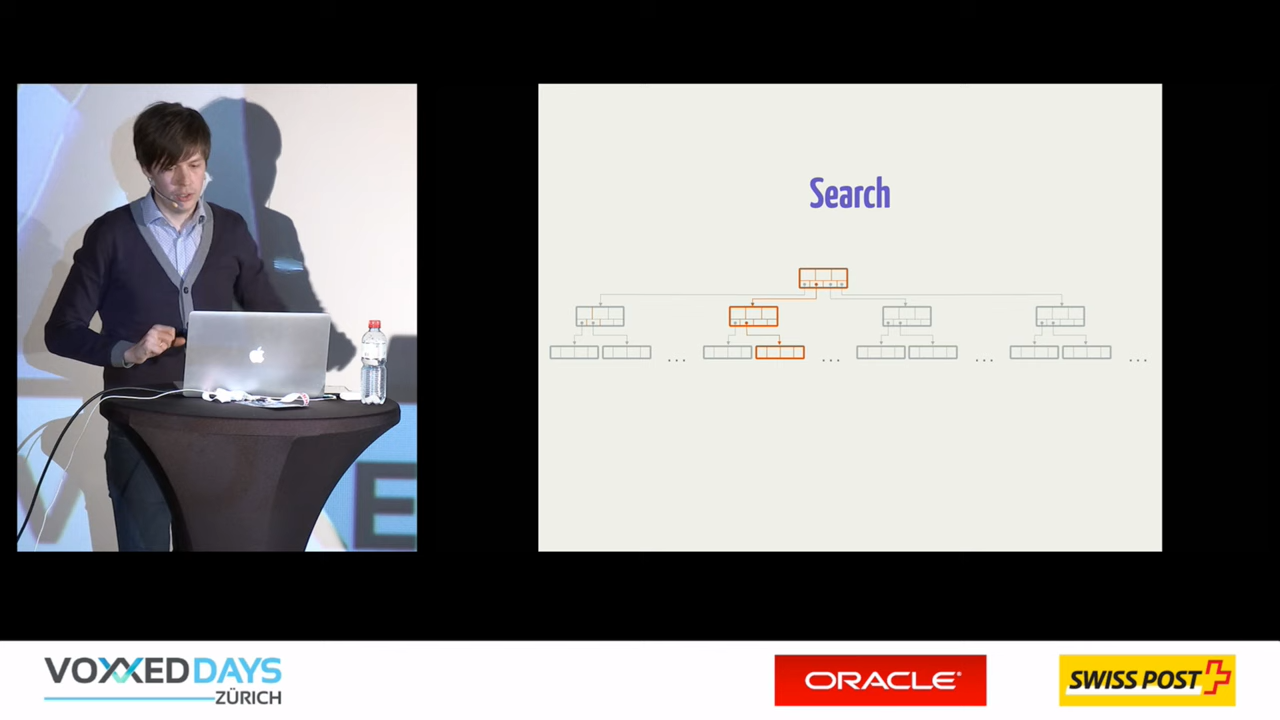 Search
. . .
. . .
. . .
. . .
E
VOXXED DAYS
ZÜRICH
ORACLE®
SWISS POST